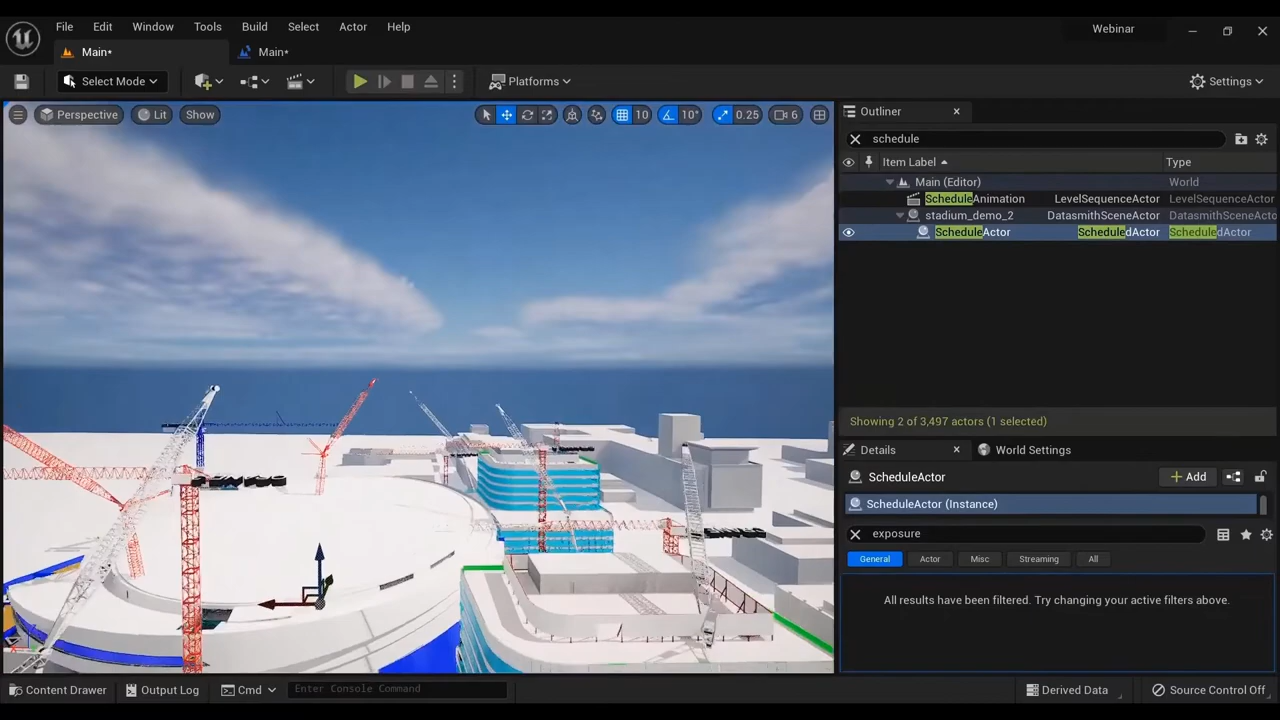 File Edit Window Tools Build Select Actor Help Webinar
Main* Main*
Select Mode Platforms Settings
Perspective Lit Show 10 10° 0.25 6
Outliner
schedule
Item Label Type
Main (Editor) World
ScheduleAnimation LevelSequenceActor LevelSequenceActor
stadium_demo_2 DatasmithSceneActor DatasmithSceneActo
ScheduleActor ScheduledActor ScheduledActor
Showing 2 of 3,497 actors (1 selected)
Details World Settings
ScheduleActor Add
ScheduleActor (Instance)
exposure
General Actor Misc Streaming All
All results have been filtered. Try changing your active filters above.
Content Drawer Output Log Cmd Enter Console Command Derived Data Source Control Off